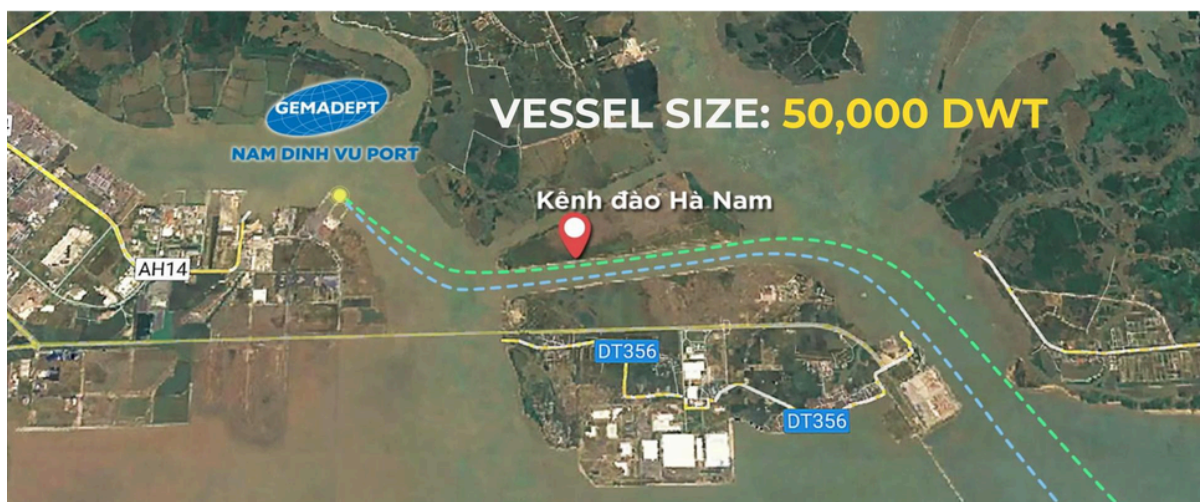 GEMADEPT
NAM DINH VU PORT
VESSEL SIZE: 50,000 DWT
Kênh đào Hà Nam
AH14
DT356
DT356